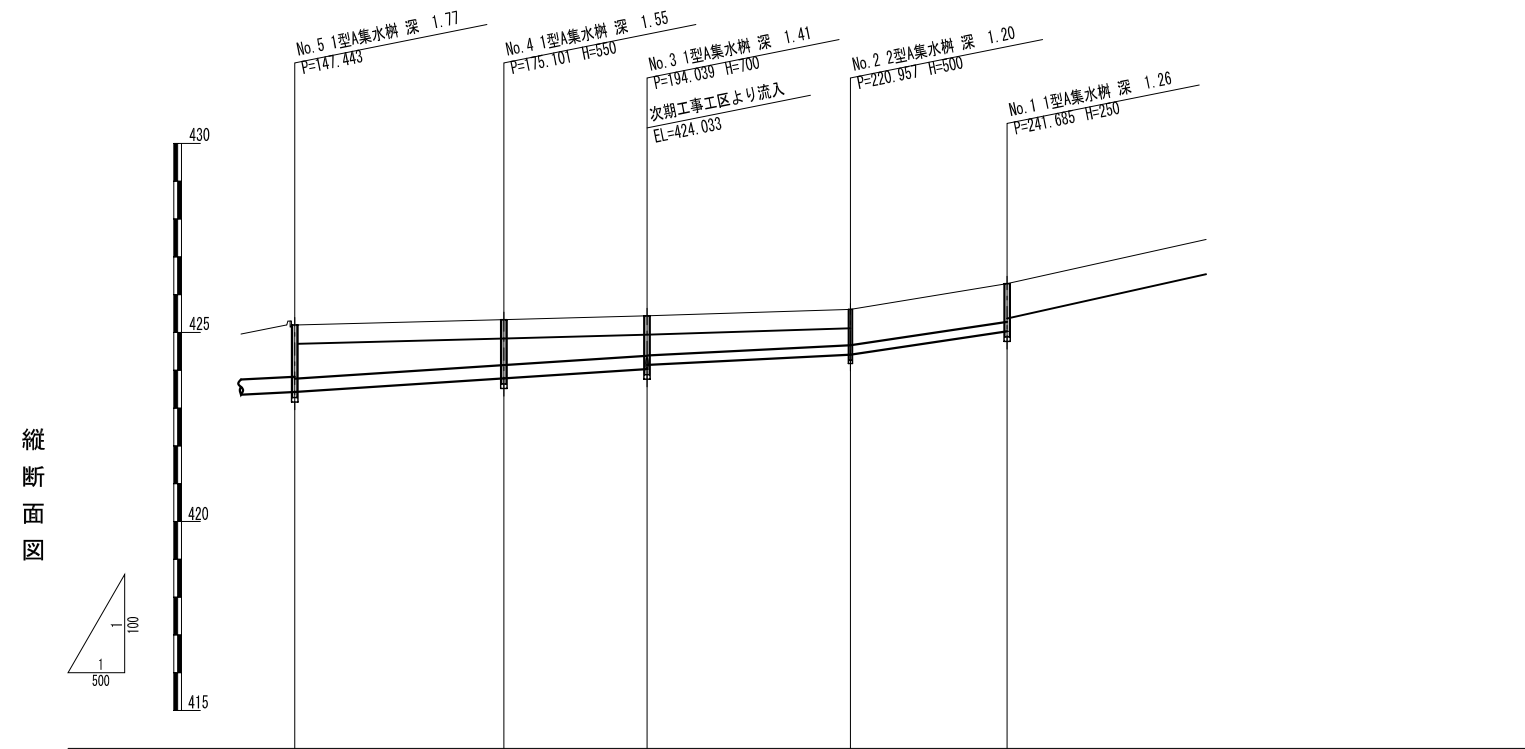 No.5 1型A集水桝 深 1.77
P=147.443
No.4 1型A集水桝 深 1.55
P=175.101 H=550
No.3 1型A集水桝 深 1.41
P=194.039 H=700
次期工事工区より流入
EL=424.033
No.2 2型A集水桝 深 1.20
P=220.957 H=500
No.1 1型A集水桝 深 1.26
P=241.685 H=250
430
425
420
415
縦断面図
1
100
1
500